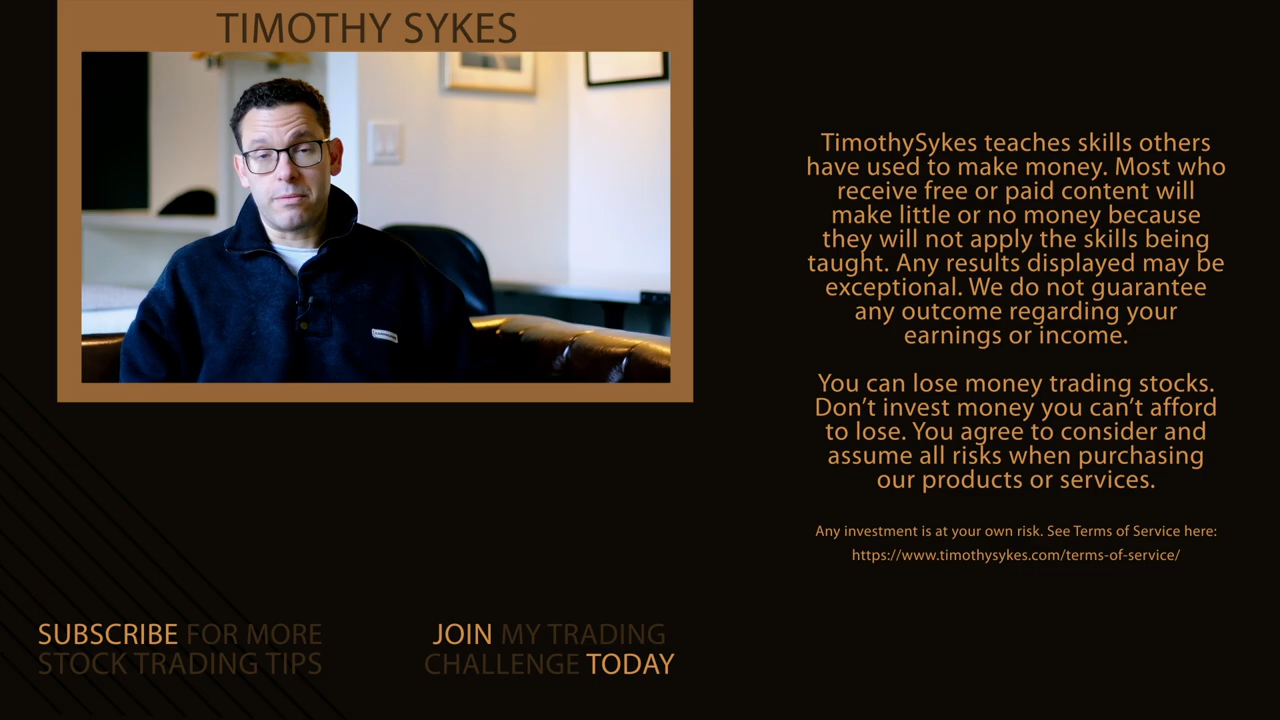 TIMOTHY SYKES
TimothySykes teaches skills others
have used to make money. Most who
receive free or paid content will
make little or no money because
they will not apply the skills being
taught. Any results displayed may be
exceptional. We do not guarantee
any outcome regarding your
earnings or income.
You can lose money trading stocks.
Don’t invest money you can’t afford
to lose. You agree to consider and
assume all risks when purchasing
our products or services.
Any investment is at your own risk. See Terms of Service here:
https://www.timothysykes.com/terms-of-service/
SUBSCRIBE FOR MORE
STOCK TRADING TIPS
JOIN MY TRADING
CHALLENGE TODAY